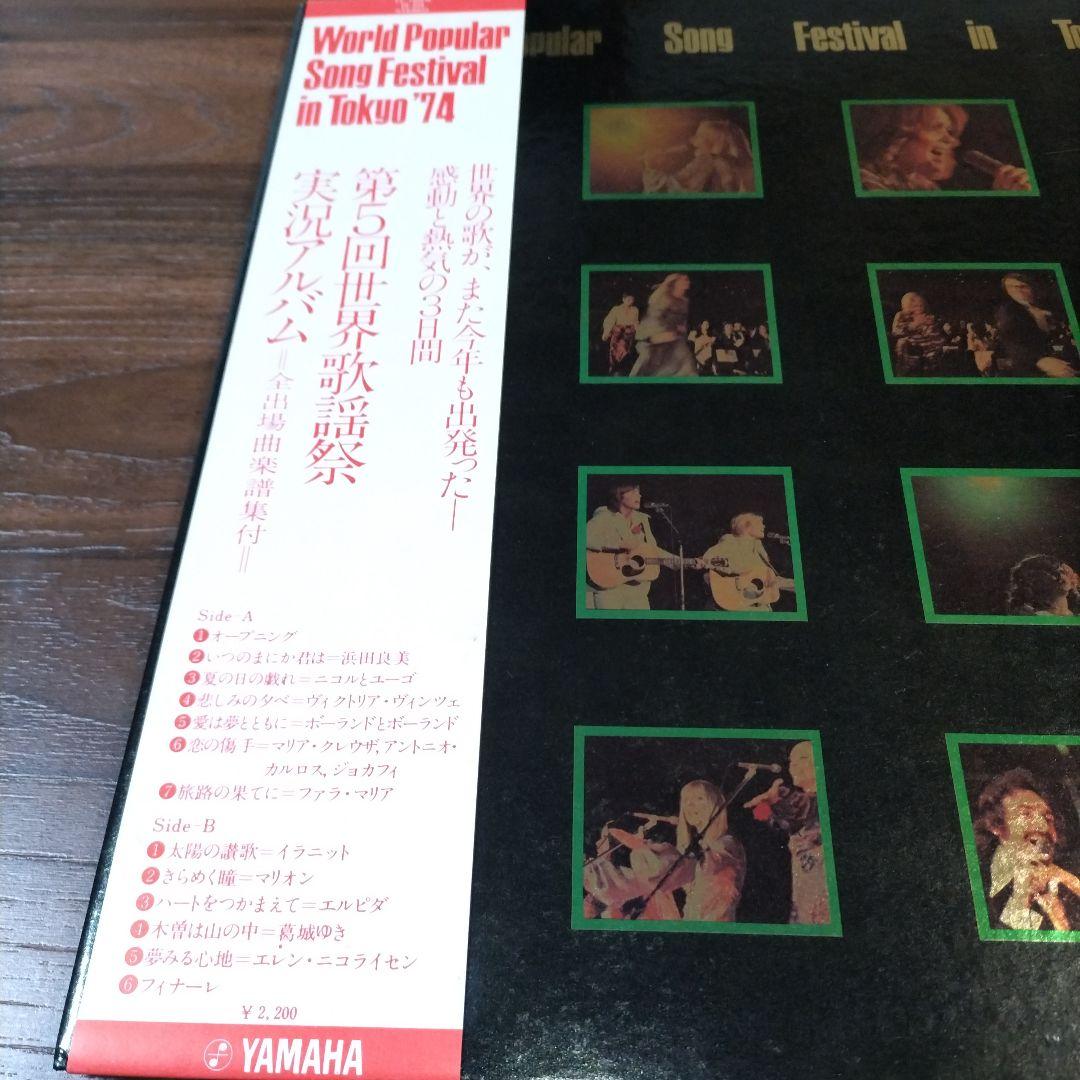 World Popular
Song Festival
in Tokyo '74
世界の歌が、また今年も出発った—
感動と熱気の3日間
第5回世界歌謡祭
実況アルバム=全出場曲楽譜集付=
Side-A
❶オープニング
❷いつのまにか君は=浜田良美
❸夏の日の戯れ=ニコルとユーゴ
❹悲しみの夕べ=ヴィクトリア・ヴィンツェ
❺愛は夢とともに=ボーランドとボーランド
❻恋の傷手=マリア・クレウザ,アントニオ・
カルロス,ジョカフィ
❼旅路の果てに=ファラ・マリア
Side-B
❶太陽の讃歌=イラニット
❷きらめく瞳=マリオン
❸ハートをつかまえて=エルピダ
❹木曽は山の中=葛城ゆき
❺夢みる心地=エレン・ニコライセン
❻フィナーレ
¥2,200
YAMAHA
opular Song Festival in To